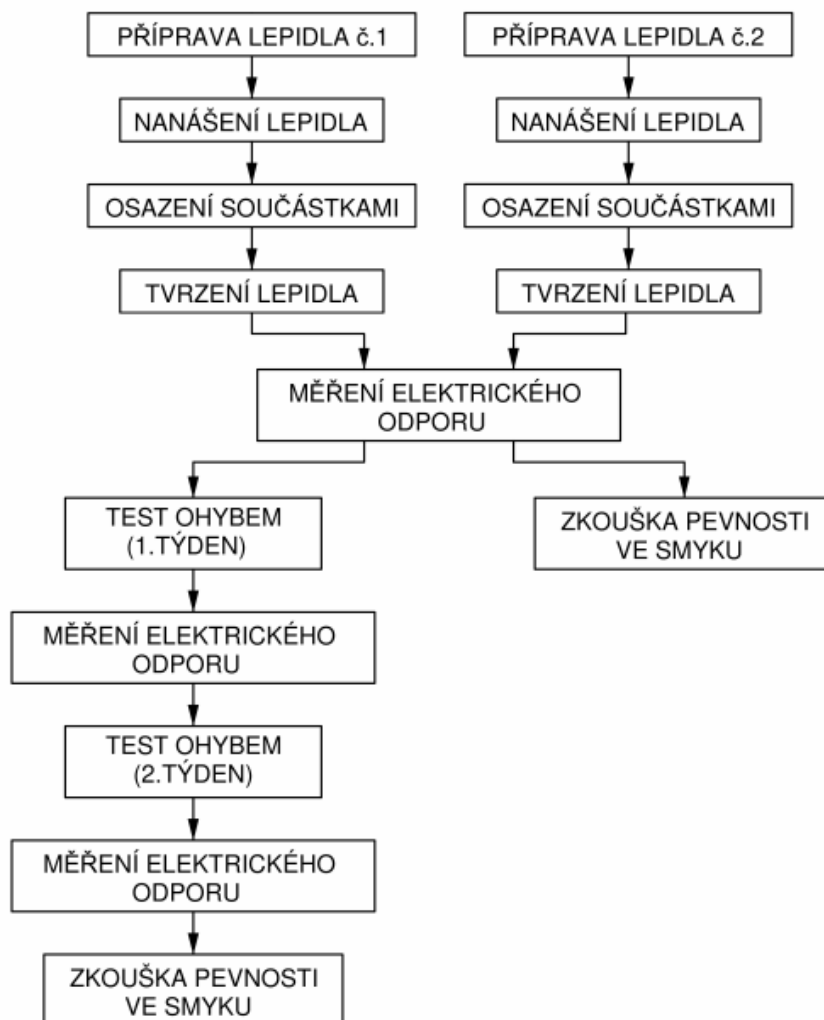 PŘÍPRAVA LEPIDLA č.1
PŘÍPRAVA LEPIDLA č.2
NANÁŠENÍ LEPIDLA
NANÁŠENÍ LEPIDLA
OSAZENÍ SOUČÁSTKAMI
OSAZENÍ SOUČÁSTKAMI
TVRZENÍ LEPIDLA
TVRZENÍ LEPIDLA
MĚŘENÍ ELEKTRICKÉHO
ODPORU
TEST OHYBEM
(1.TÝDEN)
ZKOUŠKA PEVNOSTI
VE SMYKU
MĚŘENÍ ELEKTRICKÉHO
ODPORU
TEST OHYBEM
(2.TÝDEN)
MĚŘENÍ ELEKTRICKÉHO
ODPORU
ZKOUŠKA PEVNOSTI
VE SMYKU